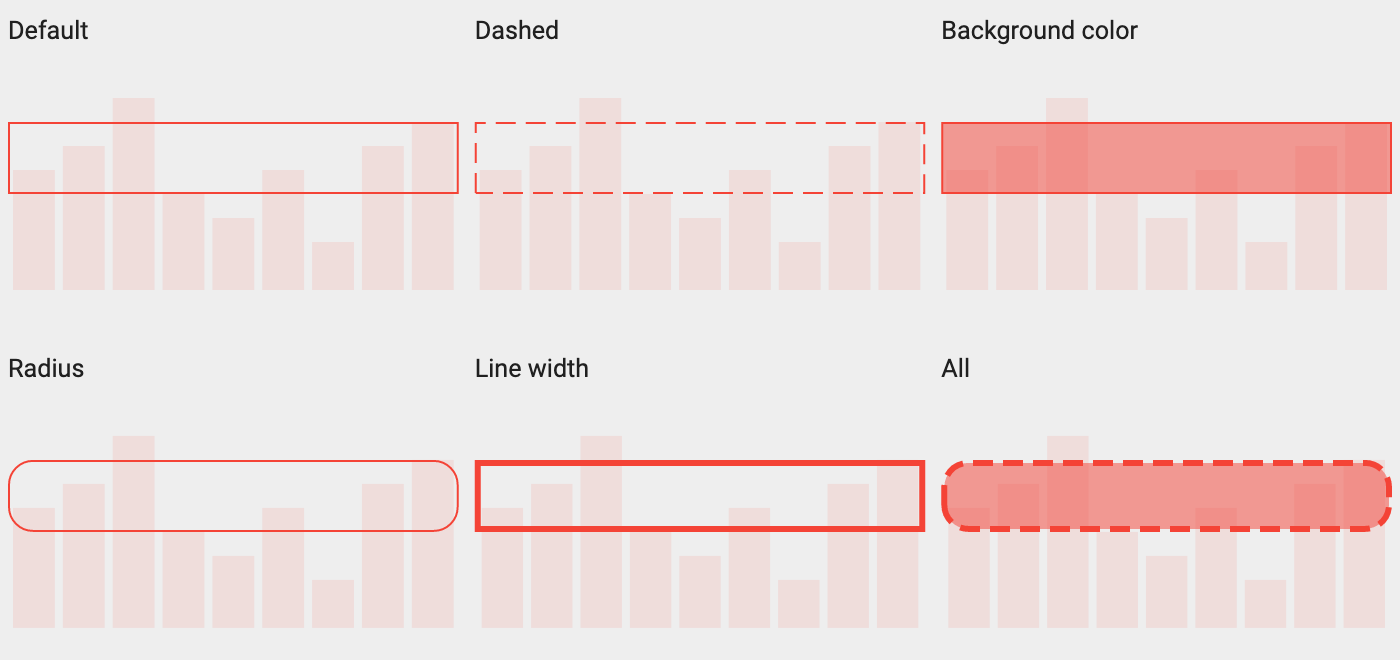 Default
Dashed
Background color
Radius
Line width
All